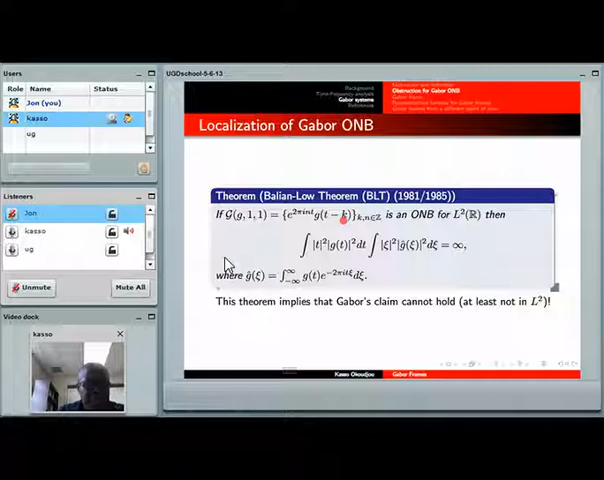 Users
UGDschool-5-6-13
Role Name Status
Jon (you)
kasso
ug
Listeners
Jon
kasso
ug
Unmute
Mute All
Video dock
kasso
Background
Time-frequency analysis
Gabor systems
References
Obstruction for Gabor ONB
Localization of Gabor ONB
Theorem (Balian-Low Theorem (BLT) (1981/1985))
If G(g, 1, 1) = {e^{2πint}g(t − k)}_{k,n∈ℤ} is an ONB for L²(ℝ) then
∫ |t|²|g(t)|²dt ∫ |ξ|²|ĝ(ξ)|²dξ = ∞,
where ĝ(ξ) = ∫_{−∞}^{∞} g(t)e^{−2πitξ}dξ.
This theorem implies that Gabor's claim cannot hold (at least not in L²)!
Kasso Okoudjou
Gabor Frames